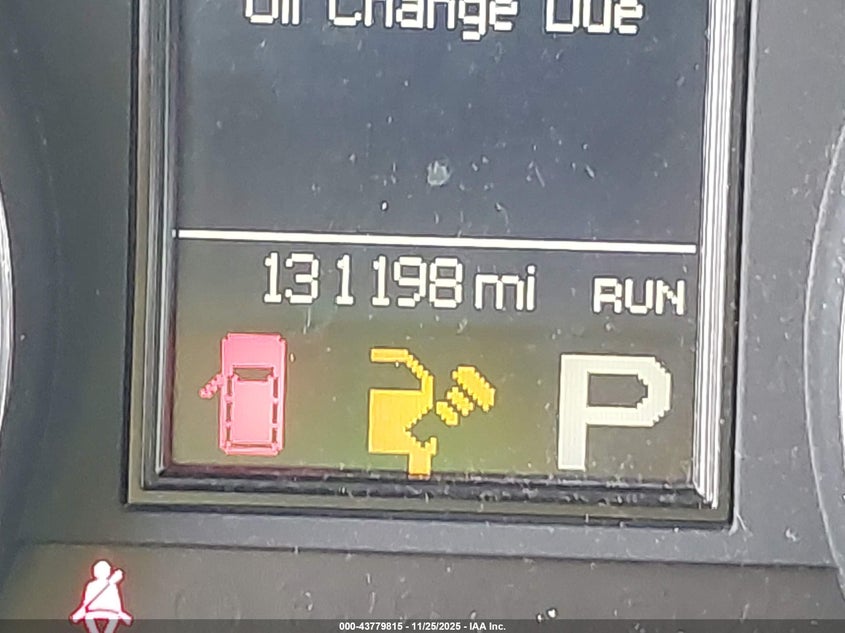 Oil Change Due
131198 mi RUN
P
000-43779815 - 11/25/2025 - IAA Inc.